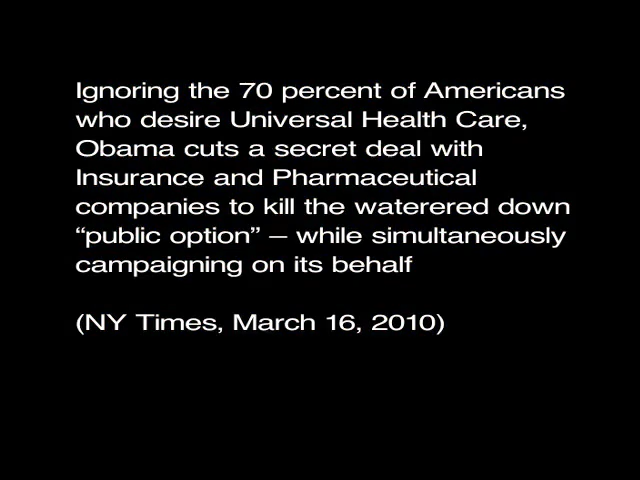 Ignoring the 70 percent of Americans
who desire Universal Health Care,
Obama cuts a secret deal with
Insurance and Pharmaceutical
companies to kill the waterered down
“public option” – while simultaneously
campaigning on its behalf
(NY Times, March 16, 2010)